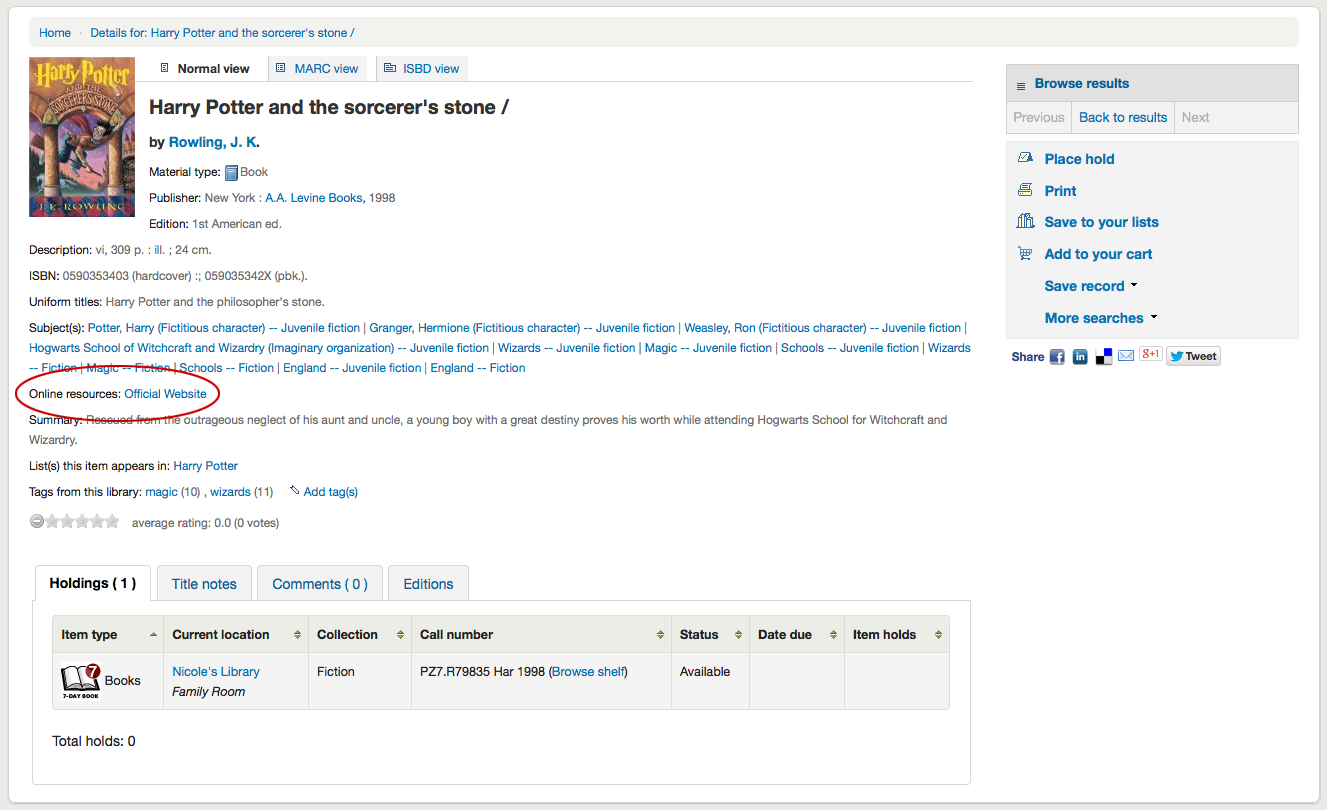 Home · Details for: Harry Potter and the sorcerer's stone /
Harry Potter
AND THE
SORCERER'S STONE
J. K. ROWLING
Normal view MARC view ISBD view
Harry Potter and the sorcerer's stone /
by Rowling, J. K.
Material type: Book
Publisher: New York : A.A. Levine Books, 1998
Edition: 1st American ed.
Description: vi, 309 p. : ill. ; 24 cm.
ISBN: 0590353403 (hardcover) :; 059035342X (pbk.).
Uniform titles: Harry Potter and the philosopher's stone.
Subject(s): Potter, Harry (Fictitious character) -- Juvenile fiction | Granger, Hermione (Fictitious character) -- Juvenile fiction | Weasley, Ron (Fictitious character) -- Juvenile fiction |
Hogwarts School of Witchcraft and Wizardry (Imaginary organization) -- Juvenile fiction | Wizards -- Juvenile fiction | Magic -- Juvenile fiction | Schools -- Juvenile fiction | Wizards
-- Fiction | Magic -- Fiction | Schools -- Fiction | England -- Juvenile fiction | England -- Fiction
Online resources: Official Website
Summary: Rescued from the outrageous neglect of his aunt and uncle, a young boy with a great destiny proves his worth while attending Hogwarts School for Witchcraft and
Wizardry.
List(s) this item appears in: Harry Potter
Tags from this library: magic (10) , wizards (11) Add tag(s)
average rating: 0.0 (0 votes)
Browse results
Previous Back to results Next
Place hold
Print
Save to your lists
Add to your cart
Save record
More searches
Share f in g+1 Tweet
Holdings ( 1 ) Title notes Comments ( 0 ) Editions
Item type Current location Collection Call number Status Date due Item holds
7 7-DAY BOOK Books Nicole's Library Fiction PZ7.R79835 Har 1998 (Browse shelf) Available
Family Room
Total holds: 0